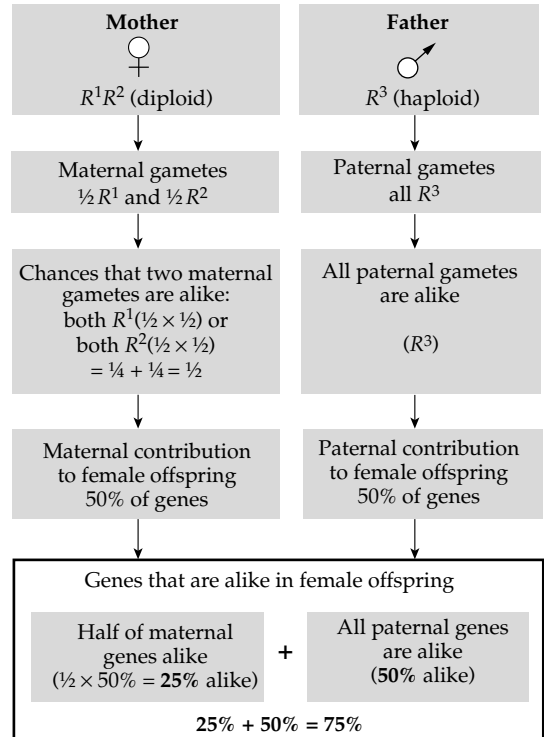 Mother
R¹R² (diploid)
Maternal gametes
½ R¹ and ½ R²
Chances that two maternal
gametes are alike:
both R¹(½ × ½) or
both R²(½ × ½)
= ¼ + ¼ = ½
Maternal contribution
to female offspring
50% of genes
Father
R³ (haploid)
Paternal gametes
all R³
All paternal gametes
are alike
(R³)
Paternal contribution
to female offspring
50% of genes
Genes that are alike in female offspring
Half of maternal
genes alike
(½ × 50% = 25% alike)
+
All paternal genes
are alike
(50% alike)
25% + 50% = 75%